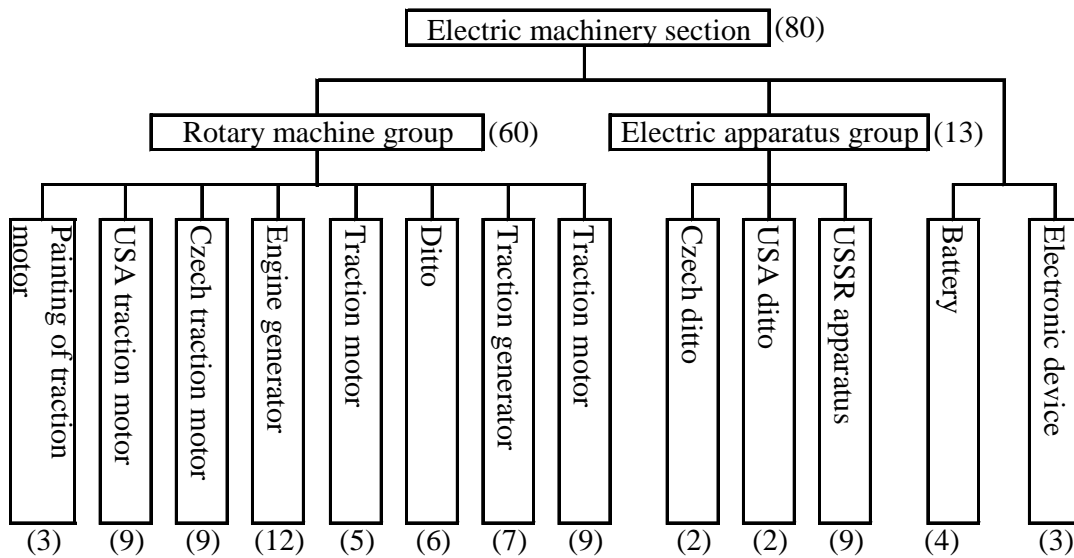 Electric machinery section (80)
Rotary machine group (60)
Electric apparatus group (13)
Painting of traction
motor
USA traction motor
Czech traction motor
Engine generator
Traction motor
Ditto
Traction generator
Traction motor
Czech ditto
USA ditto
USSR apparatus
Battery
Electronic device
(3) (9) (9) (12) (5) (6) (7) (9) (2) (2) (9) (4) (3)